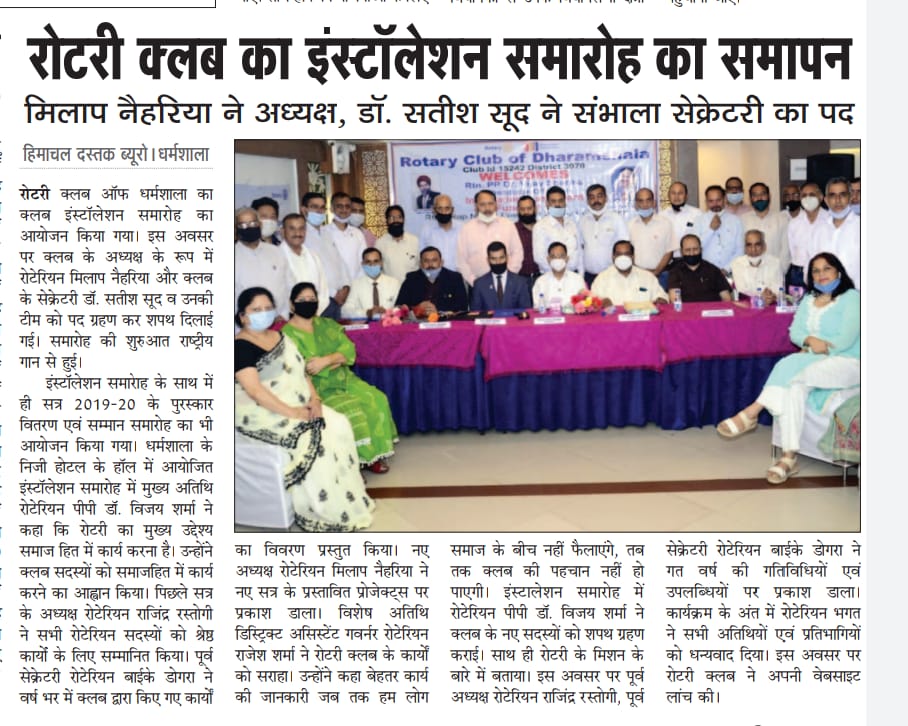 रोटरी क्लब का इंस्टॉलेशन समारोह का समापन
मिलाप नैहरिया ने अध्यक्ष, डॉ. सतीश सूद ने संभाला सेक्रेटरी का पद
हिमाचल दस्तक ब्यूरो। धर्मशाला
रोटरी क्लब ऑफ धर्मशाला का
क्लब इंस्टॉलेशन समारोह का
आयोजन किया गया। इस अवसर
पर क्लब के अध्यक्ष के रूप में
रोटेरियन मिलाप नैहरिया और क्लब
के सेक्रेटरी डॉ. सतीश सूद व उनकी
टीम को पद ग्रहण कर शपथ दिलाई
गई। समारोह की शुरुआत राष्ट्रीय
गान से हुई।
इंस्टॉलेशन समारोह के साथ में
ही सत्र 2019-20 के पुरस्कार
वितरण एवं सम्मान समारोह का भी
आयोजन किया गया। धर्मशाला के
निजी होटल के हॉल में आयोजित
इंस्टॉलेशन समारोह में मुख्य अतिथि
रोटेरियन पीपी डॉ. विजय शर्मा ने
कहा कि रोटरी का मुख्य उद्देश्य
समाज हित में कार्य करना है। उन्होंने
क्लब सदस्यों को समाजहित में कार्य
करने का आह्वान किया। पिछले सत्र
के अध्यक्ष रोटेरियन राजिंद्र रस्तोगी
ने सभी रोटेरियन सदस्यों को श्रेष्ठ
कार्यों के लिए सम्मानित किया। पूर्व
सेक्रेटरी रोटेरियन बाईके डोगरा ने
वर्ष भर में क्लब द्वारा किए गए कार्यों
Rotary Club of Dharamshala
Club Id 15242 District 3070
WELCOMES
Rtn. PP Dr.
का विवरण प्रस्तुत किया। नए
अध्यक्ष रोटेरियन मिलाप नैहरिया ने
नए सत्र के प्रस्तावित प्रोजेक्ट्स पर
प्रकाश डाला। विशेष अतिथि
डिस्ट्रिक्ट असिस्टेंट गवर्नर रोटेरियन
राजेश शर्मा ने रोटरी क्लब के कार्यों
को सराहा। उन्होंने कहा बेहतर कार्य
की जानकारी जब तक हम लोग
समाज के बीच नहीं फैलाएंगे, तब
तक क्लब की पहचान नहीं हो
पाएगी। इंस्टालेशन समारोह में
रोटेरियन पीपी डॉ. विजय शर्मा ने
क्लब के नए सदस्यों को शपथ ग्रहण
कराई। साथ ही रोटरी के मिशन के
बारे में बताया। इस अवसर पर पूर्व
अध्यक्ष रोटेरियन राजिंद्र रस्तोगी, पूर्व
सेक्रेटरी रोटेरियन बाईके डोगरा ने
गत वर्ष की गतिविधियों एवं
उपलब्धियों पर प्रकाश डाला।
कार्यक्रम के अंत में रोटेरियन भगत
ने सभी अतिथियों एवं प्रतिभागियों
को धन्यवाद दिया। इस अवसर पर
रोटरी क्लब ने अपनी वेबसाइट
लांच की।